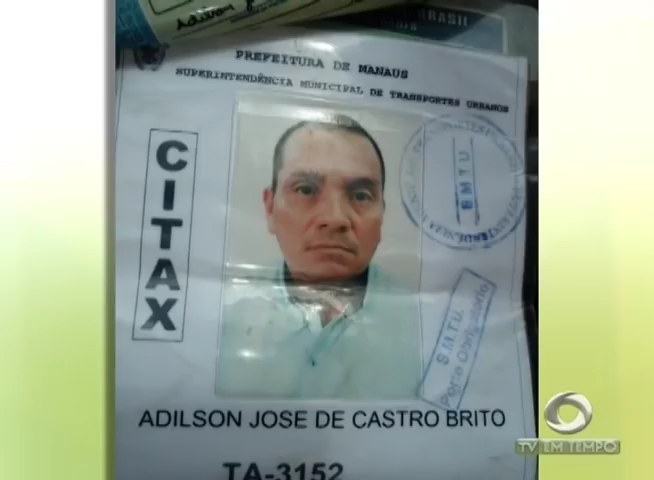 BRASIL
PREFEITURA DE MANAUS
SUPERINTENDÊNCIA MUNICIPAL DE TRANSPORTES URBANOS
CITAX
SMTU
S.M.T.U.
ADILSON JOSE DE CASTRO BRITO
TA-3152
TV EM TEMPO